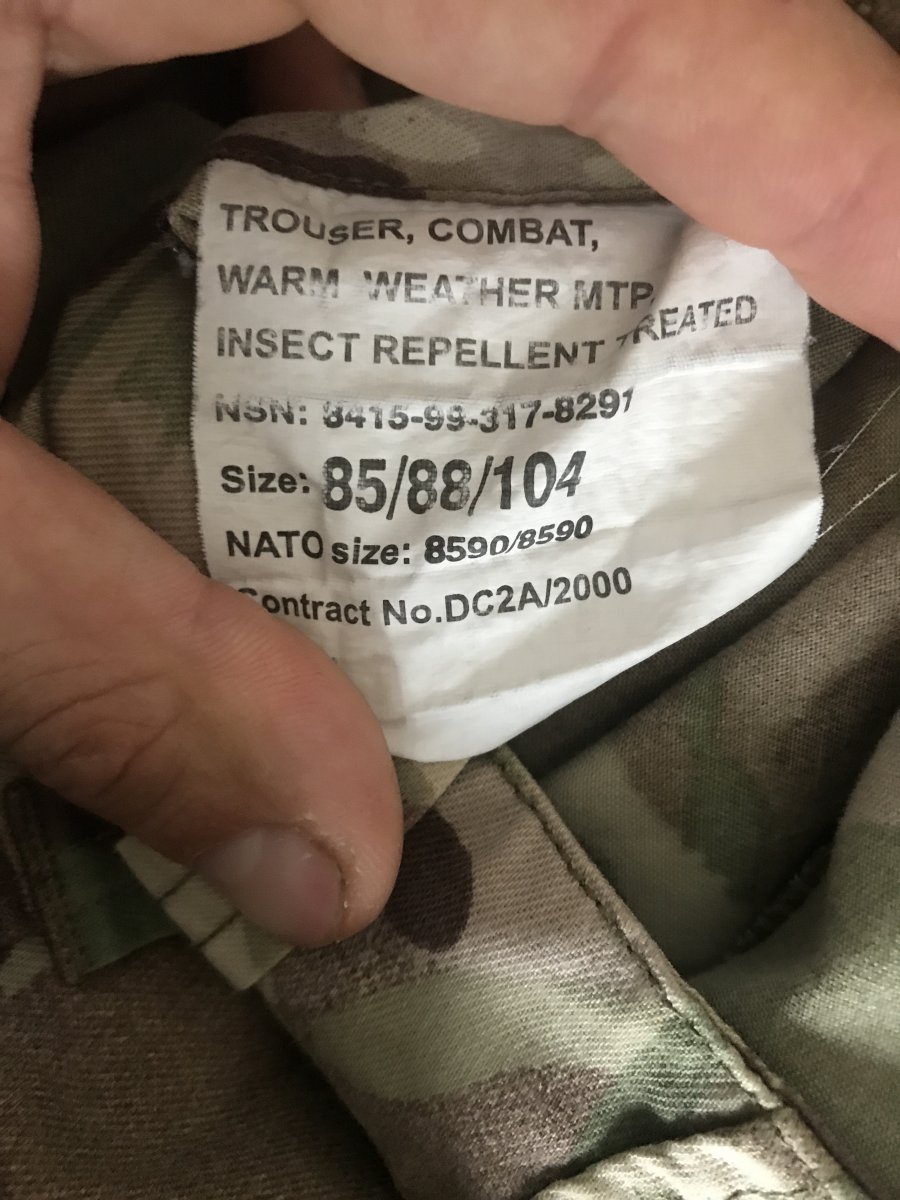 TROUSER, COMBAT,
WARM WEATHER MTP
INSECT REPELLENT TREATED
NSN: 8415-99-317-8291
Size: 85/88/104
NATO size: 8590/8590
Contract No.DC2A/2000